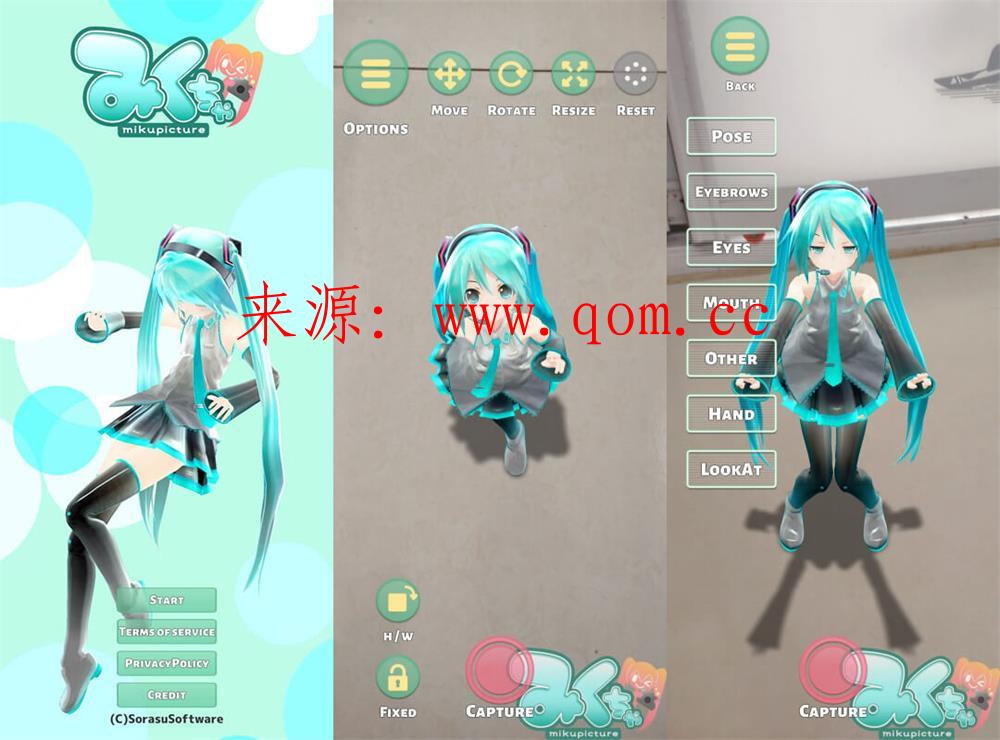 みくちゃ
mikupicture
START
TERMS OF SERVICE
PRIVACYPOLICY
CREDIT
(C)SorasuSoftware
OPTIONS
MOVE
ROTATE
RESIZE
RESET
H/W
FIXED
CAPTURE
みくちゃ
mikupicture
BACK
POSE
EYEBROWS
EYES
MOUTH
OTHER
HAND
LOOKAT
CAPTURE
みくちゃ
mikupicture
来源：www.qom.cc